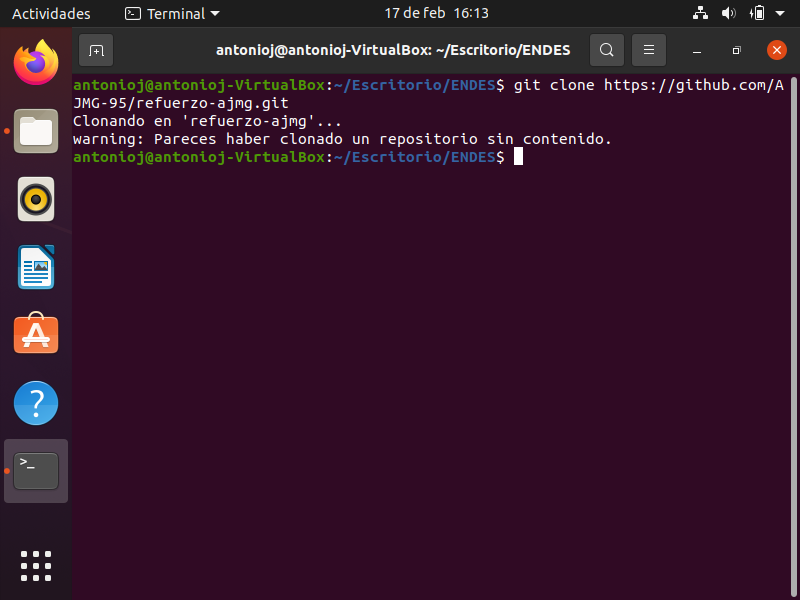 Actividades
Terminal
17 de feb 16:13
antonioj@antonioj-VirtualBox: ~/Escritorio/ENDES
antonioj@antonioj-VirtualBox:~/Escritorio/ENDES$ git clone https://github.com/A
JMG-95/refuerzo-ajmg.git
Clonando en 'refuerzo-ajmg'...
warning: Pareces haber clonado un repositorio sin contenido.
antonioj@antonioj-VirtualBox:~/Escritorio/ENDES$